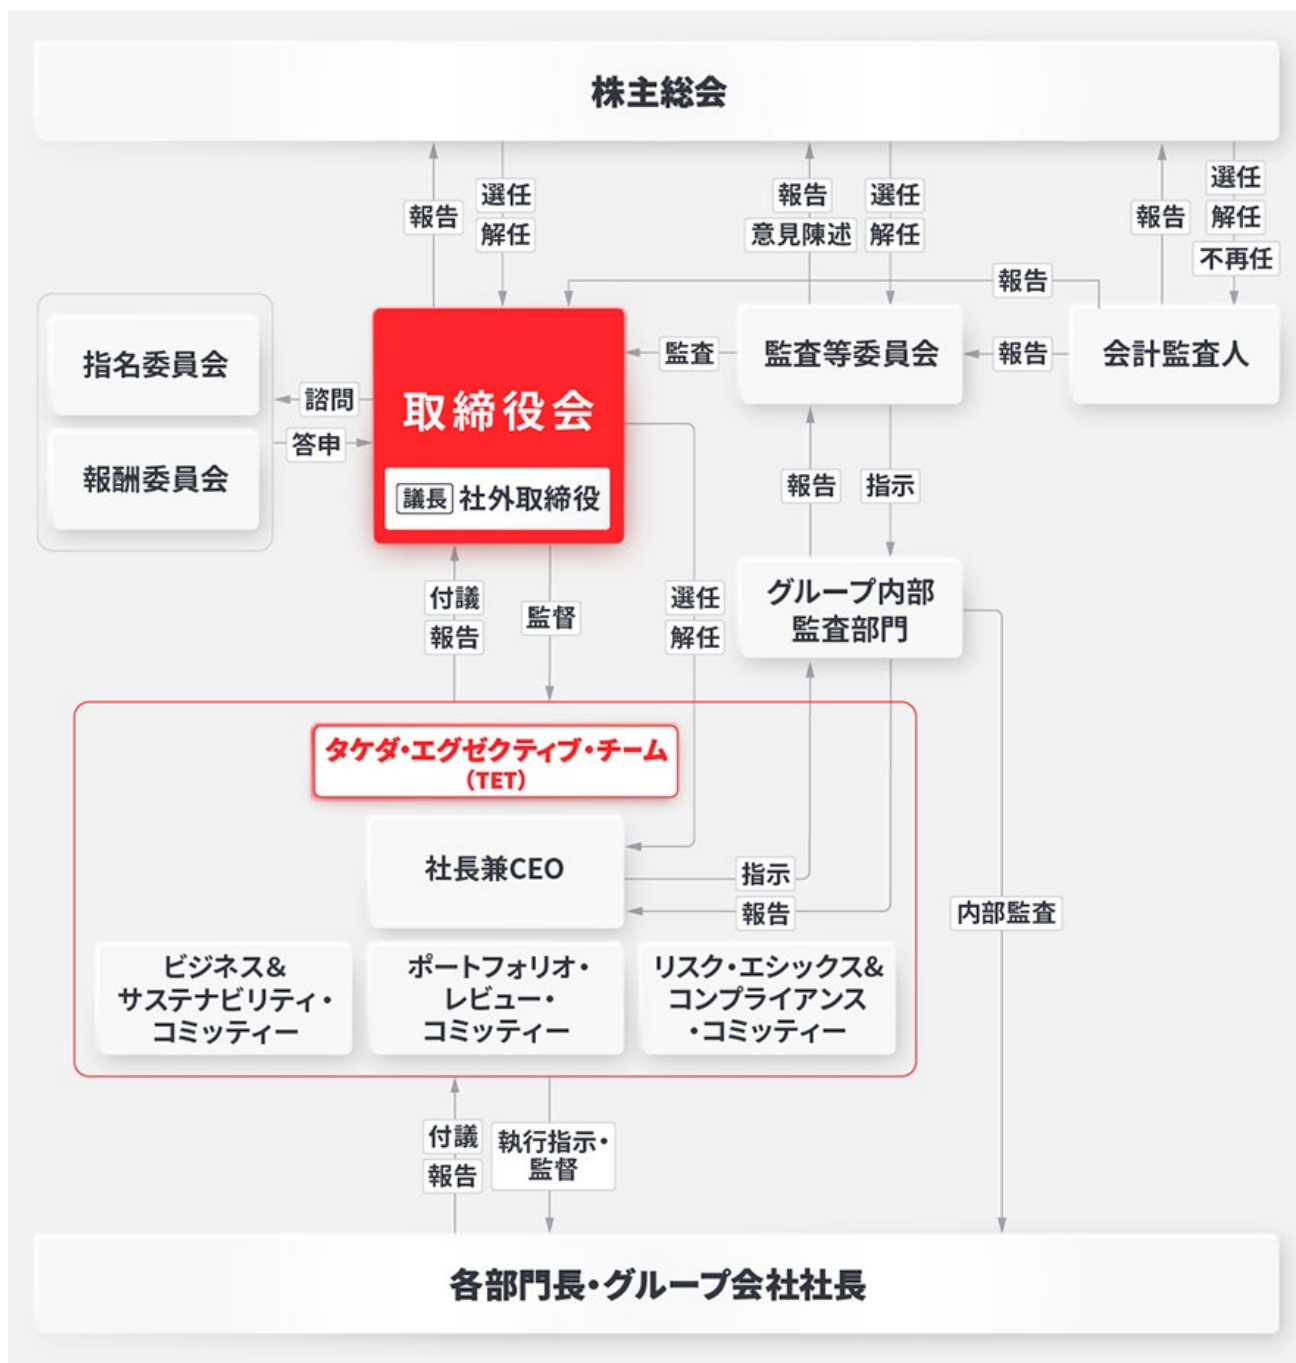 株主総会
報告
選任
解任
報告
意見陳述
選任
解任
報告
選任
解任
不再任
報告
指名委員会
報酬委員会
諮問
答申
取締役会
議長 社外取締役
監査
監査等委員会
報告
会計監査人
報告
指示
付議
報告
監督
選任
解任
グループ内部
監査部門
タケダ・エグゼクティブ・チーム
（TET）
社長兼CEO
指示
報告
内部監査
ビジネス＆
サステナビリティ・
コミッティー
ポートフォリオ・
レビュー・
コミッティー
リスク・エシックス&
コンプライアンス
・コミッティー
付議
報告
執行指示・
監督
各部門長・グループ会社社長